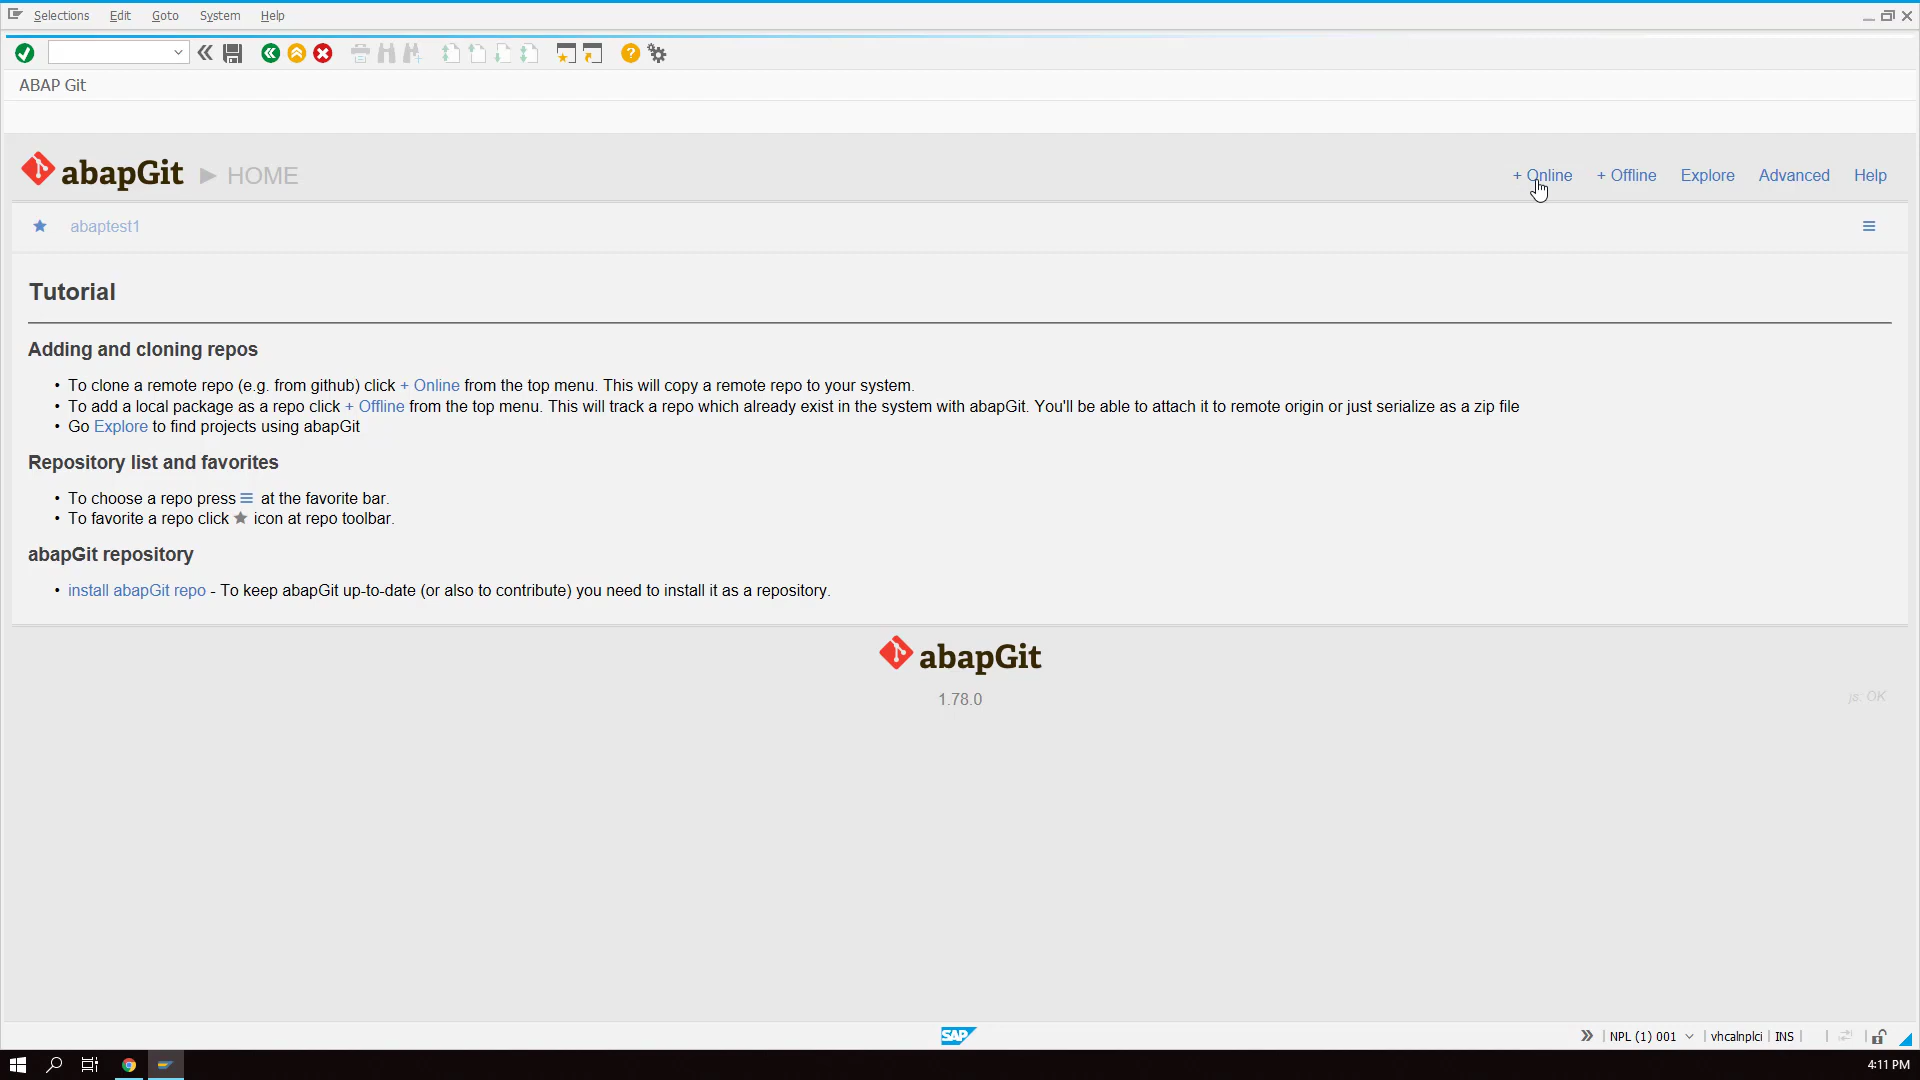 Selections Edit Goto System Help
ABAP Git
abapGit ► HOME + Online + Offline Explore Advanced Help
abaptest1
Tutorial
Adding and cloning repos
• To clone a remote repo (e.g. from github) click + Online from the top menu. This will copy a remote repo to your system.
• To add a local package as a repo click + Offline from the top menu. This will track a repo which already exist in the system with abapGit. You'll be able to attach it to remote origin or just serialize as a zip file
• Go Explore to find projects using abapGit
Repository list and favorites
• To choose a repo press at the favorite bar.
• To favorite a repo click icon at repo toolbar.
abapGit repository
• install abapGit repo - To keep abapGit up-to-date (or also to contribute) you need to install it as a repository.
abapGit
1.78.0
js: OK
SAP
NPL (1) 001 vhcalnplci INS
4:11 PM